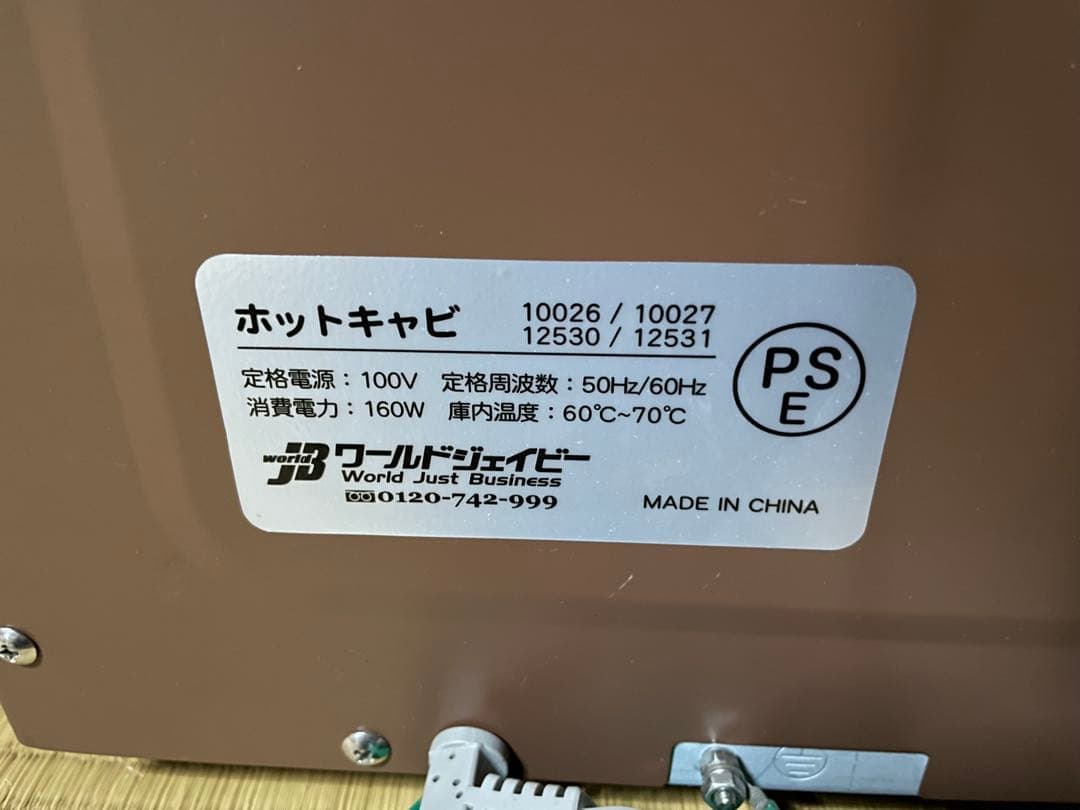 ホットキャビ 10026 / 10027
12530 / 12531
定格電源：100V 定格周波数：50Hz/60Hz
消費電力：160W 庫内温度：60℃~70℃
PS
E
world JB ワールドジェイビー
World Just Business
0120-742-999
MADE IN CHINA